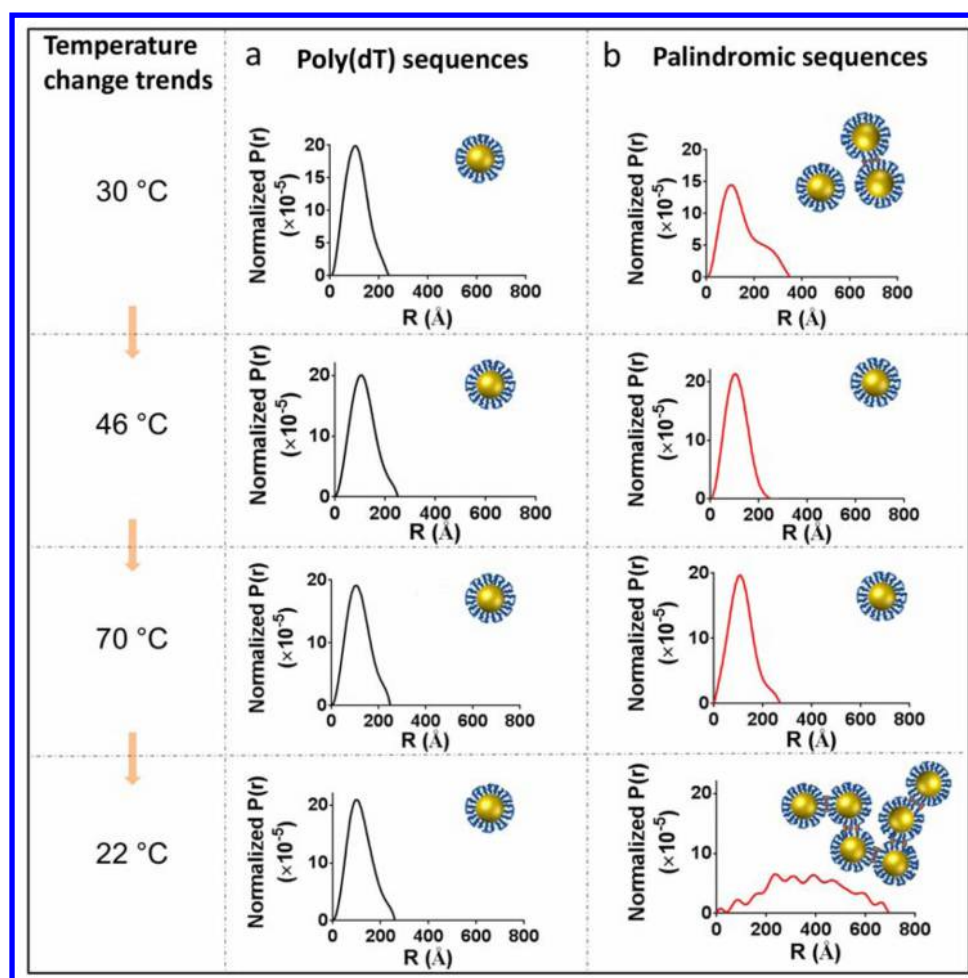 Temperature
change trends
a
Poly(dT) sequences
b
Palindromic sequences
30 °C
Normalized P(r)
(×10⁻⁵)
20
15
10
5
0
0 200 400 600 800
R (Å)
Normalized P(r)
(×10⁻⁵)
20
15
10
5
0
0 200 400 600 800
R (Å)
46 °C
Normalized P(r)
(×10⁻⁵)
20
10
0
0 200 400 600 800
R (Å)
Normalized P(r)
(×10⁻⁵)
20
10
0
0 200 400 600 800
R (Å)
70 °C
Normalized P(r)
(×10⁻⁵)
20
10
0
0 200 400 600 800
R (Å)
Normalized P(r)
(×10⁻⁵)
20
10
0
0 200 400 600 800
R (Å)
22 °C
Normalized P(r)
(×10⁻⁵)
20
10
0
0 200 400 600 800
R (Å)
Normalized P(r)
(×10⁻⁵)
20
10
0
0 200 400 600 800
R (Å)